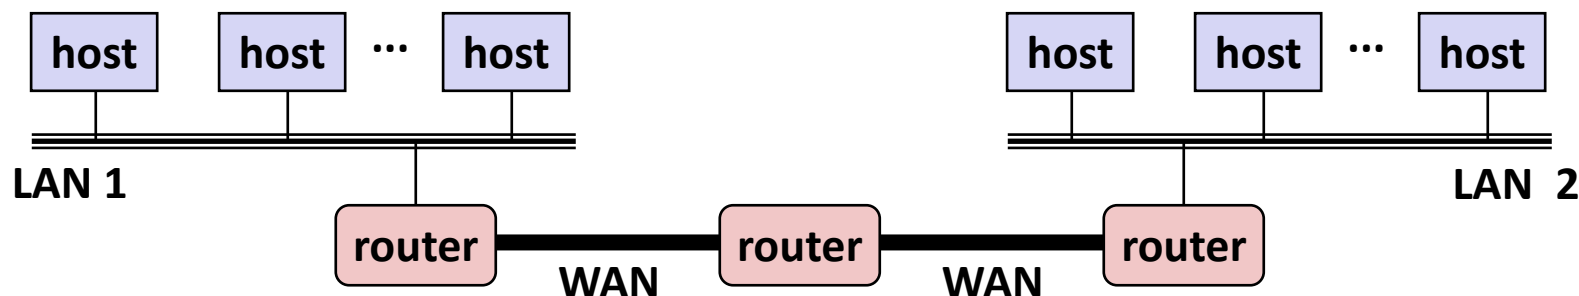 host host ... host host host ... host
LAN 1 LAN 2
router router router
WAN WAN